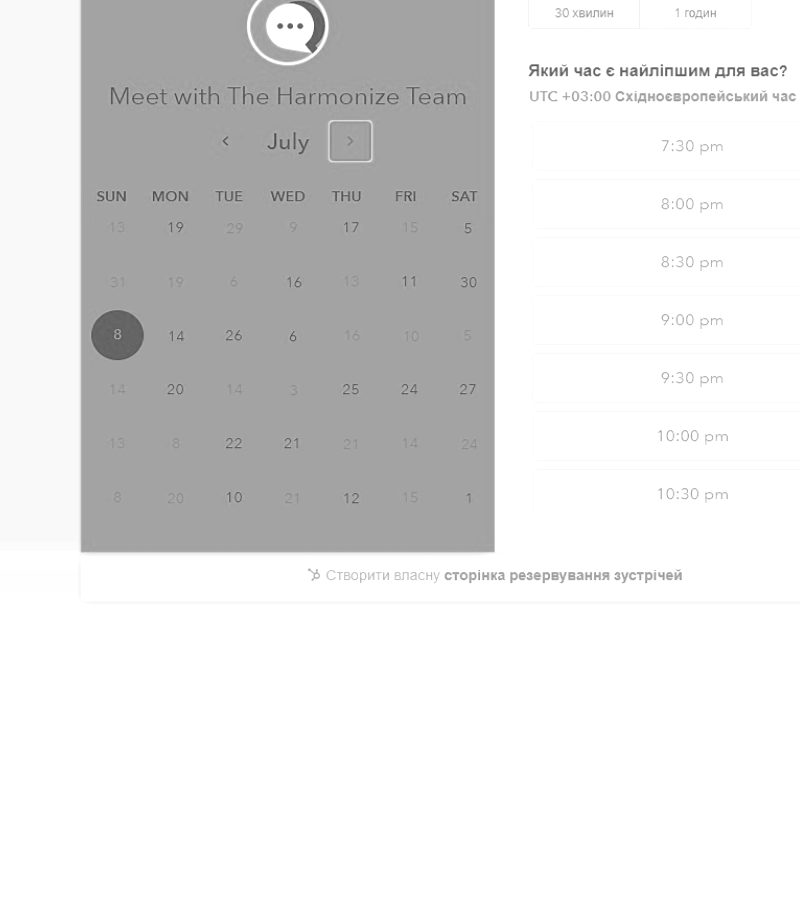 30 хвилин 1 годин
Meet with The Harmonize Team
July
SUN MON TUE WED THU FRI SAT
13 19 29 9 17 15 5
31 19 6 16 13 11 30
8 14 26 6 16 10 5
14 20 14 3 25 24 27
13 8 22 21 21 14 24
8 20 10 21 12 15 1
Який час є найліпшим для вас?
UTC +03:00 Східноєвропейський час
7:30 pm
8:00 pm
8:30 pm
9:00 pm
9:30 pm
10:00 pm
10:30 pm
Створити власну сторінка резервування зустрічей